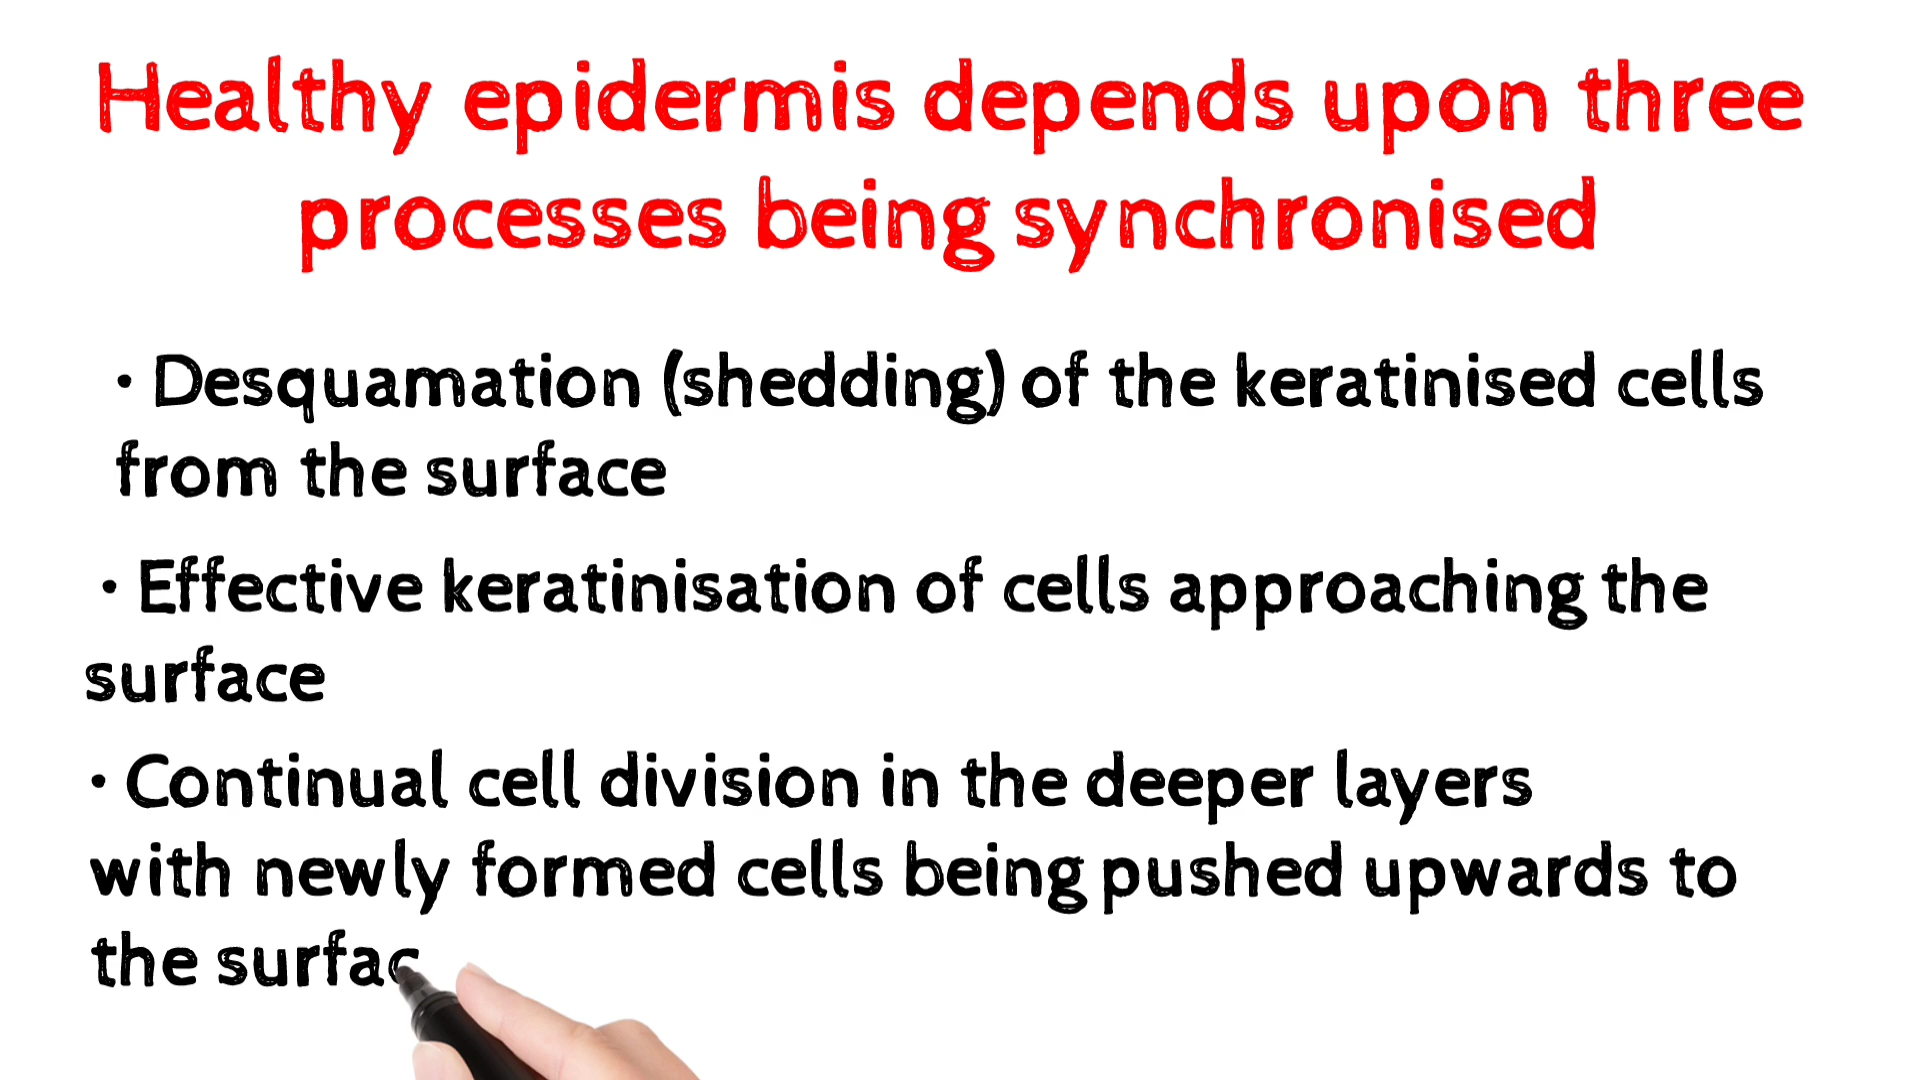 Healthy epidermis depends upon three
processes being synchronised
• Desquamation (shedding) of the keratinised cells
from the surface
• Effective keratinisation of cells approaching the
surface
• Continual cell division in the deeper layers
with newly formed cells being pushed upwards to
the surfac